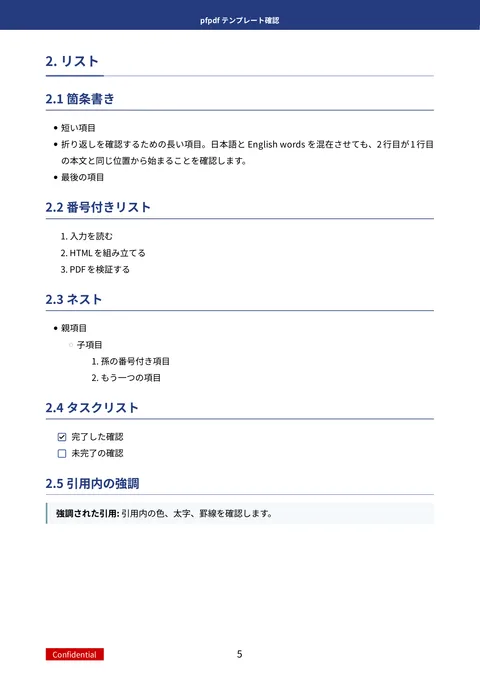 pfpdf テンプレート確認
2. リスト
2.1 箇条書き
• 短い項目
• 折り返しを確認するための長い項目。日本語と English words を混在させても、2行目が1行目
の本文と同じ位置から始まることを確認します。
• 最後の項目
2.2 番号付きリスト
1. 入力を読む
2. HTMLを組み立てる
3. PDFを検証する
2.3 ネスト
• 親項目
○ 子項目
1. 孫の番号付き項目
2. もう一つの項目
2.4 タスクリスト
☑ 完了した確認
☐ 未完了の確認
2.5 引用内の強調
強調された引用: 引用内の色、太字、罫線を確認します。
Confidential
5